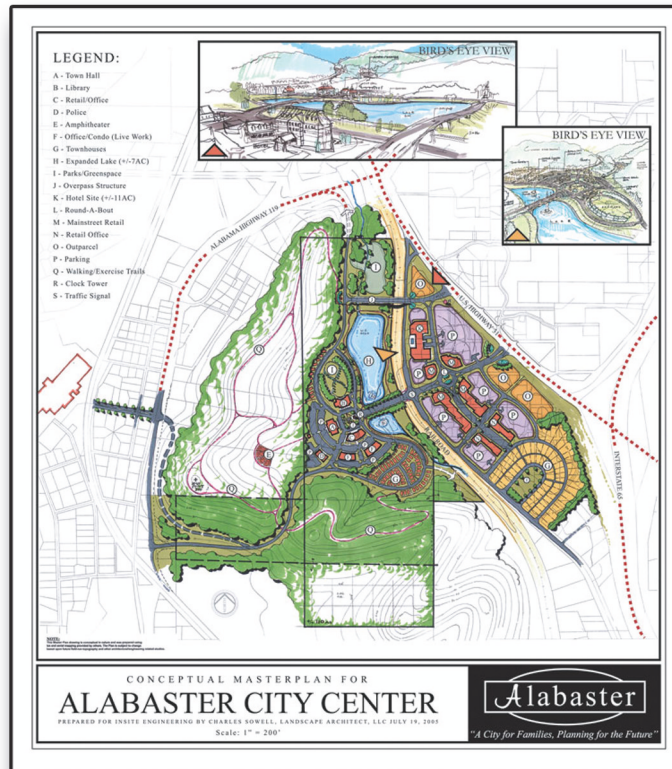 LEGEND:
A - Town Hall
B - Library
C - Retail/Office
D - Police
E - Amphitheater
F - Office/Condo (Live Work)
G - Townhouses
H - Expanded Lake (+/-7AC)
I - Parks/Greenspace
J - Overpass Structure
K - Hotel Site (+/-11AC)
L - Round-A-Bout
M - Mainstreet Retail
N - Retail Office
O - Outparcel
P - Parking
Q - Walking/Exercise Trails
R - Clock Tower
S - Traffic Signal
BIRD'S EYE VIEW
BIRD'S EYE VIEW
ALABAMA HIGHWAY 119
U.S. HIGHWAY 31
RAILROAD
INTERSTATE 65
I
O
J
P
H
Q
I
P
O
O
E
G
G
Q
Q
NOTE:
CONCEPTUAL MASTERPLAN FOR
ALABASTER CITY CENTER
PREPARED FOR INSITE ENGINEERING BY CHARLES SOWELL, LANDSCAPE ARCHITECT, LLC JULY 19, 2005
Scale: 1" = 200'
Alabaster
"A City for Families, Planning for the Future"